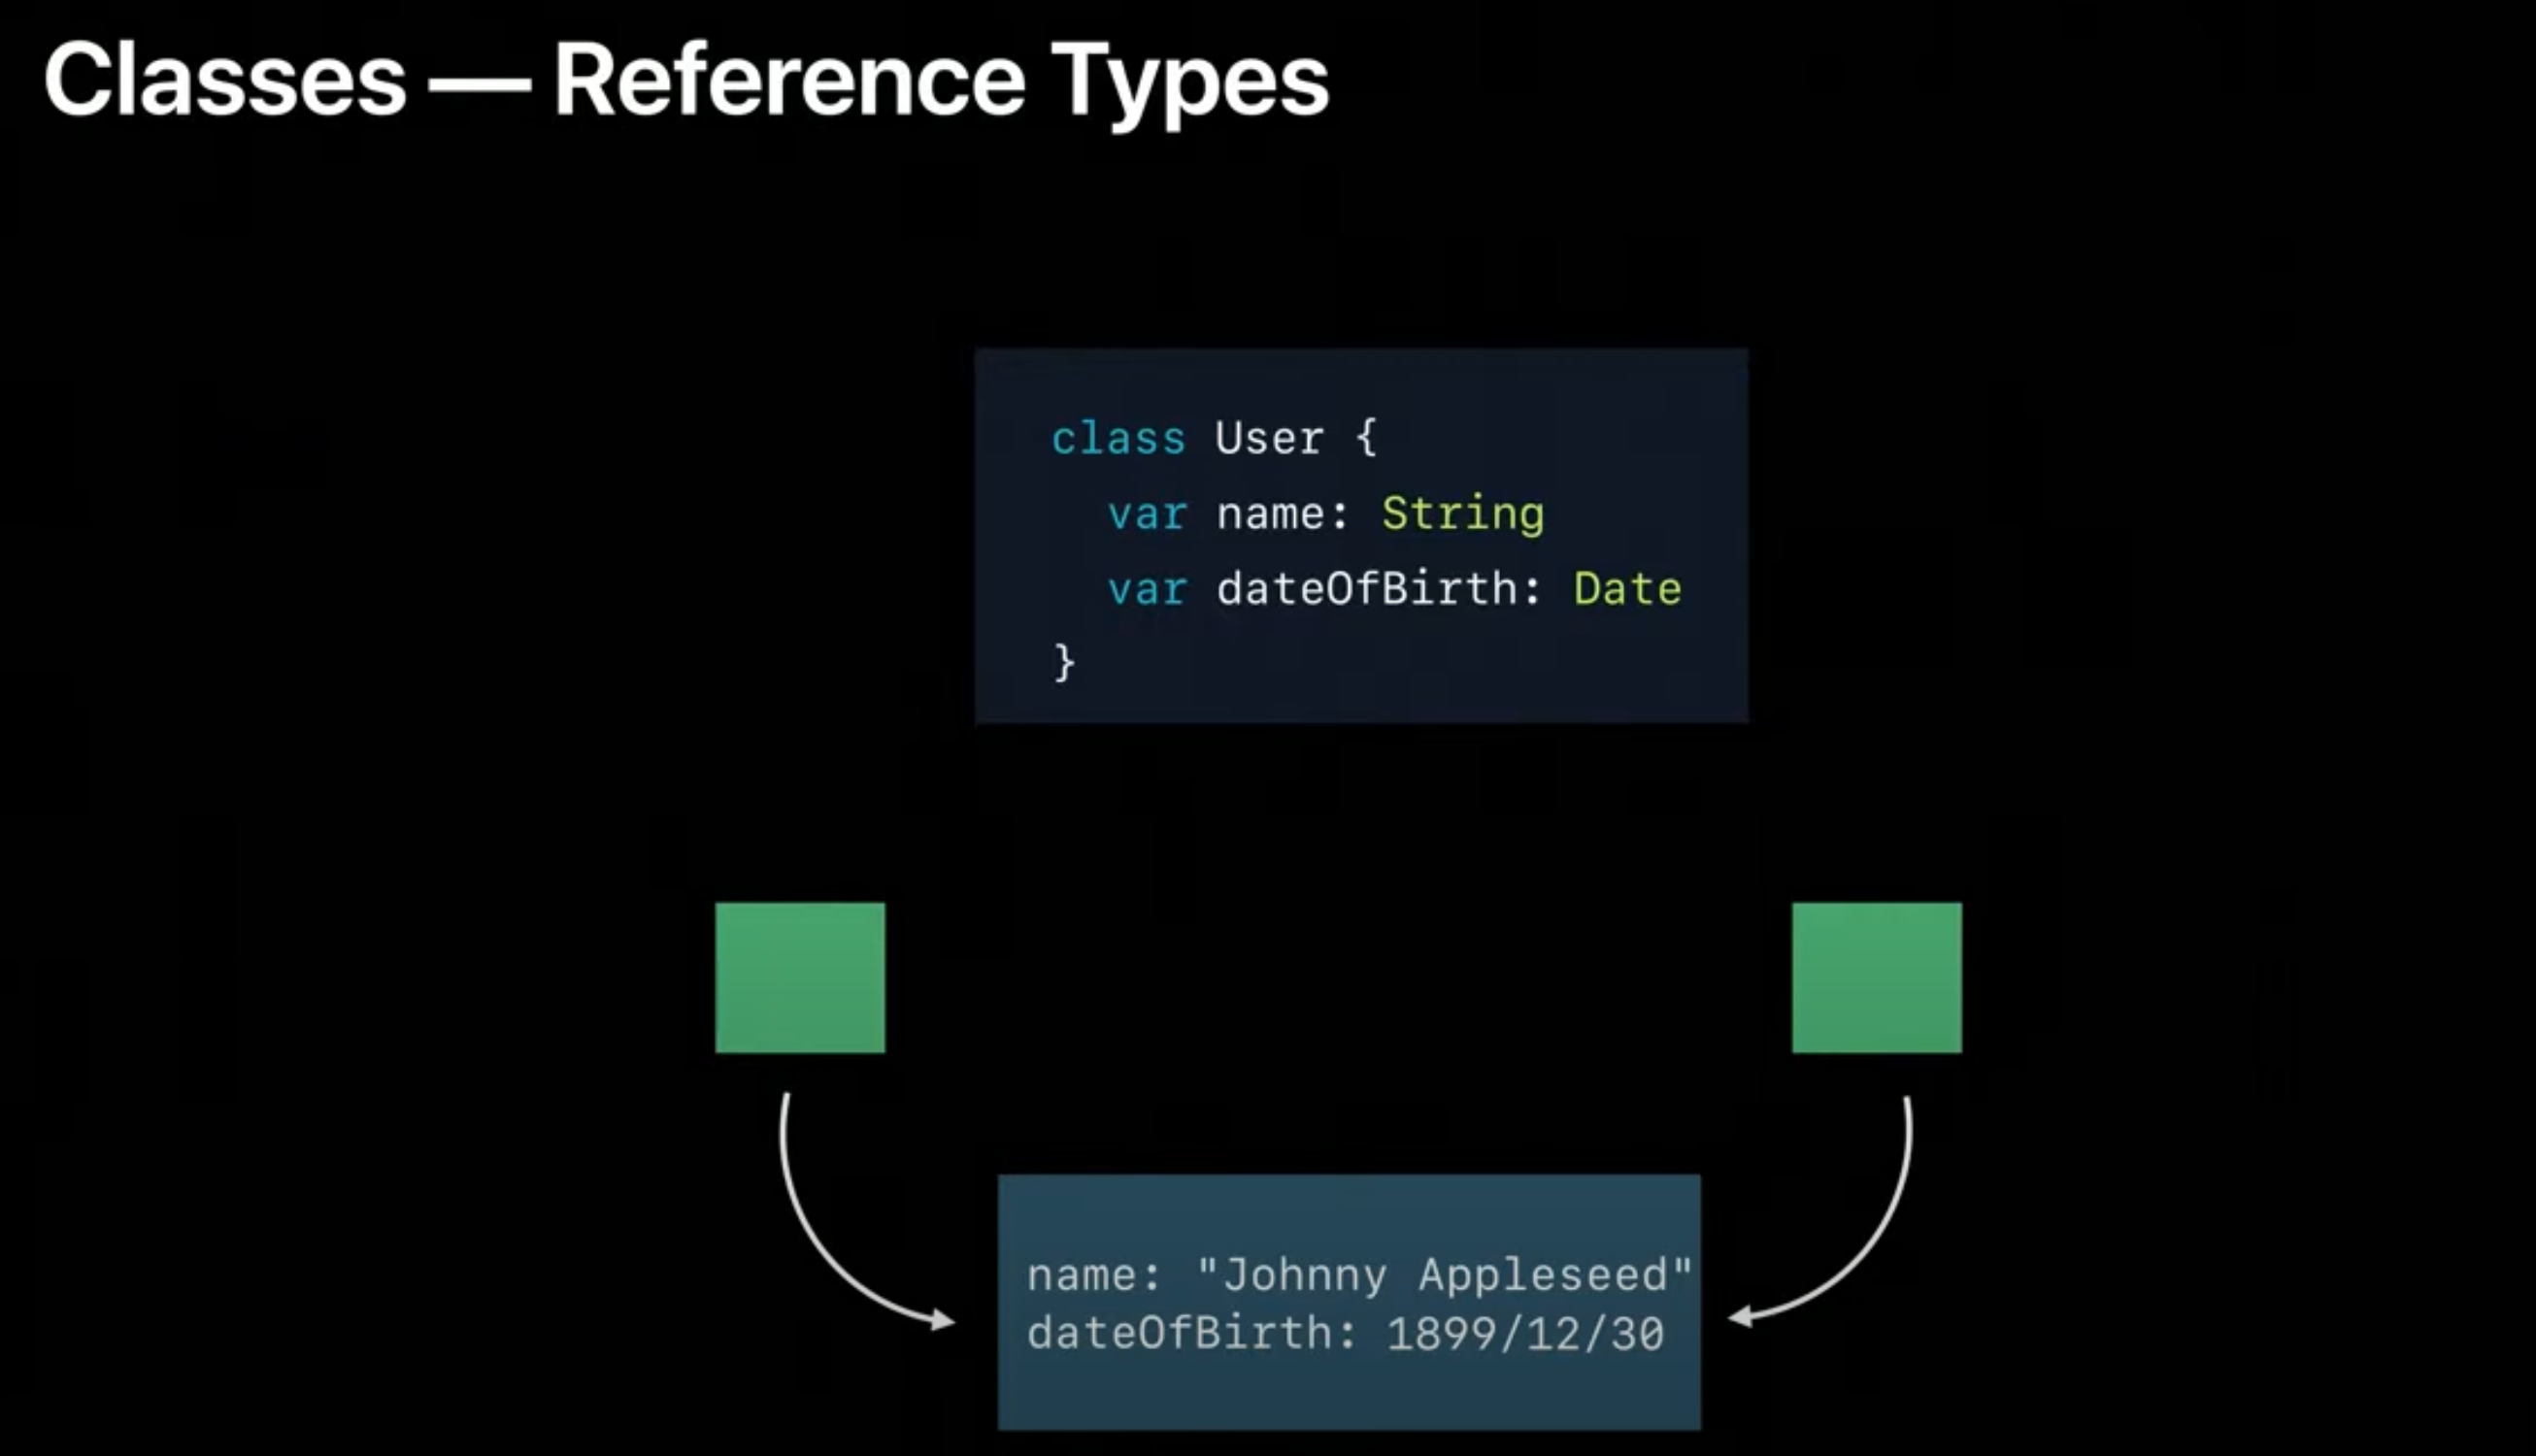 Classes — Reference Types
class User {
var name: String
var dateOfBirth: Date
}
name: "Johnny Appleseed"
dateOfBirth: 1899/12/30